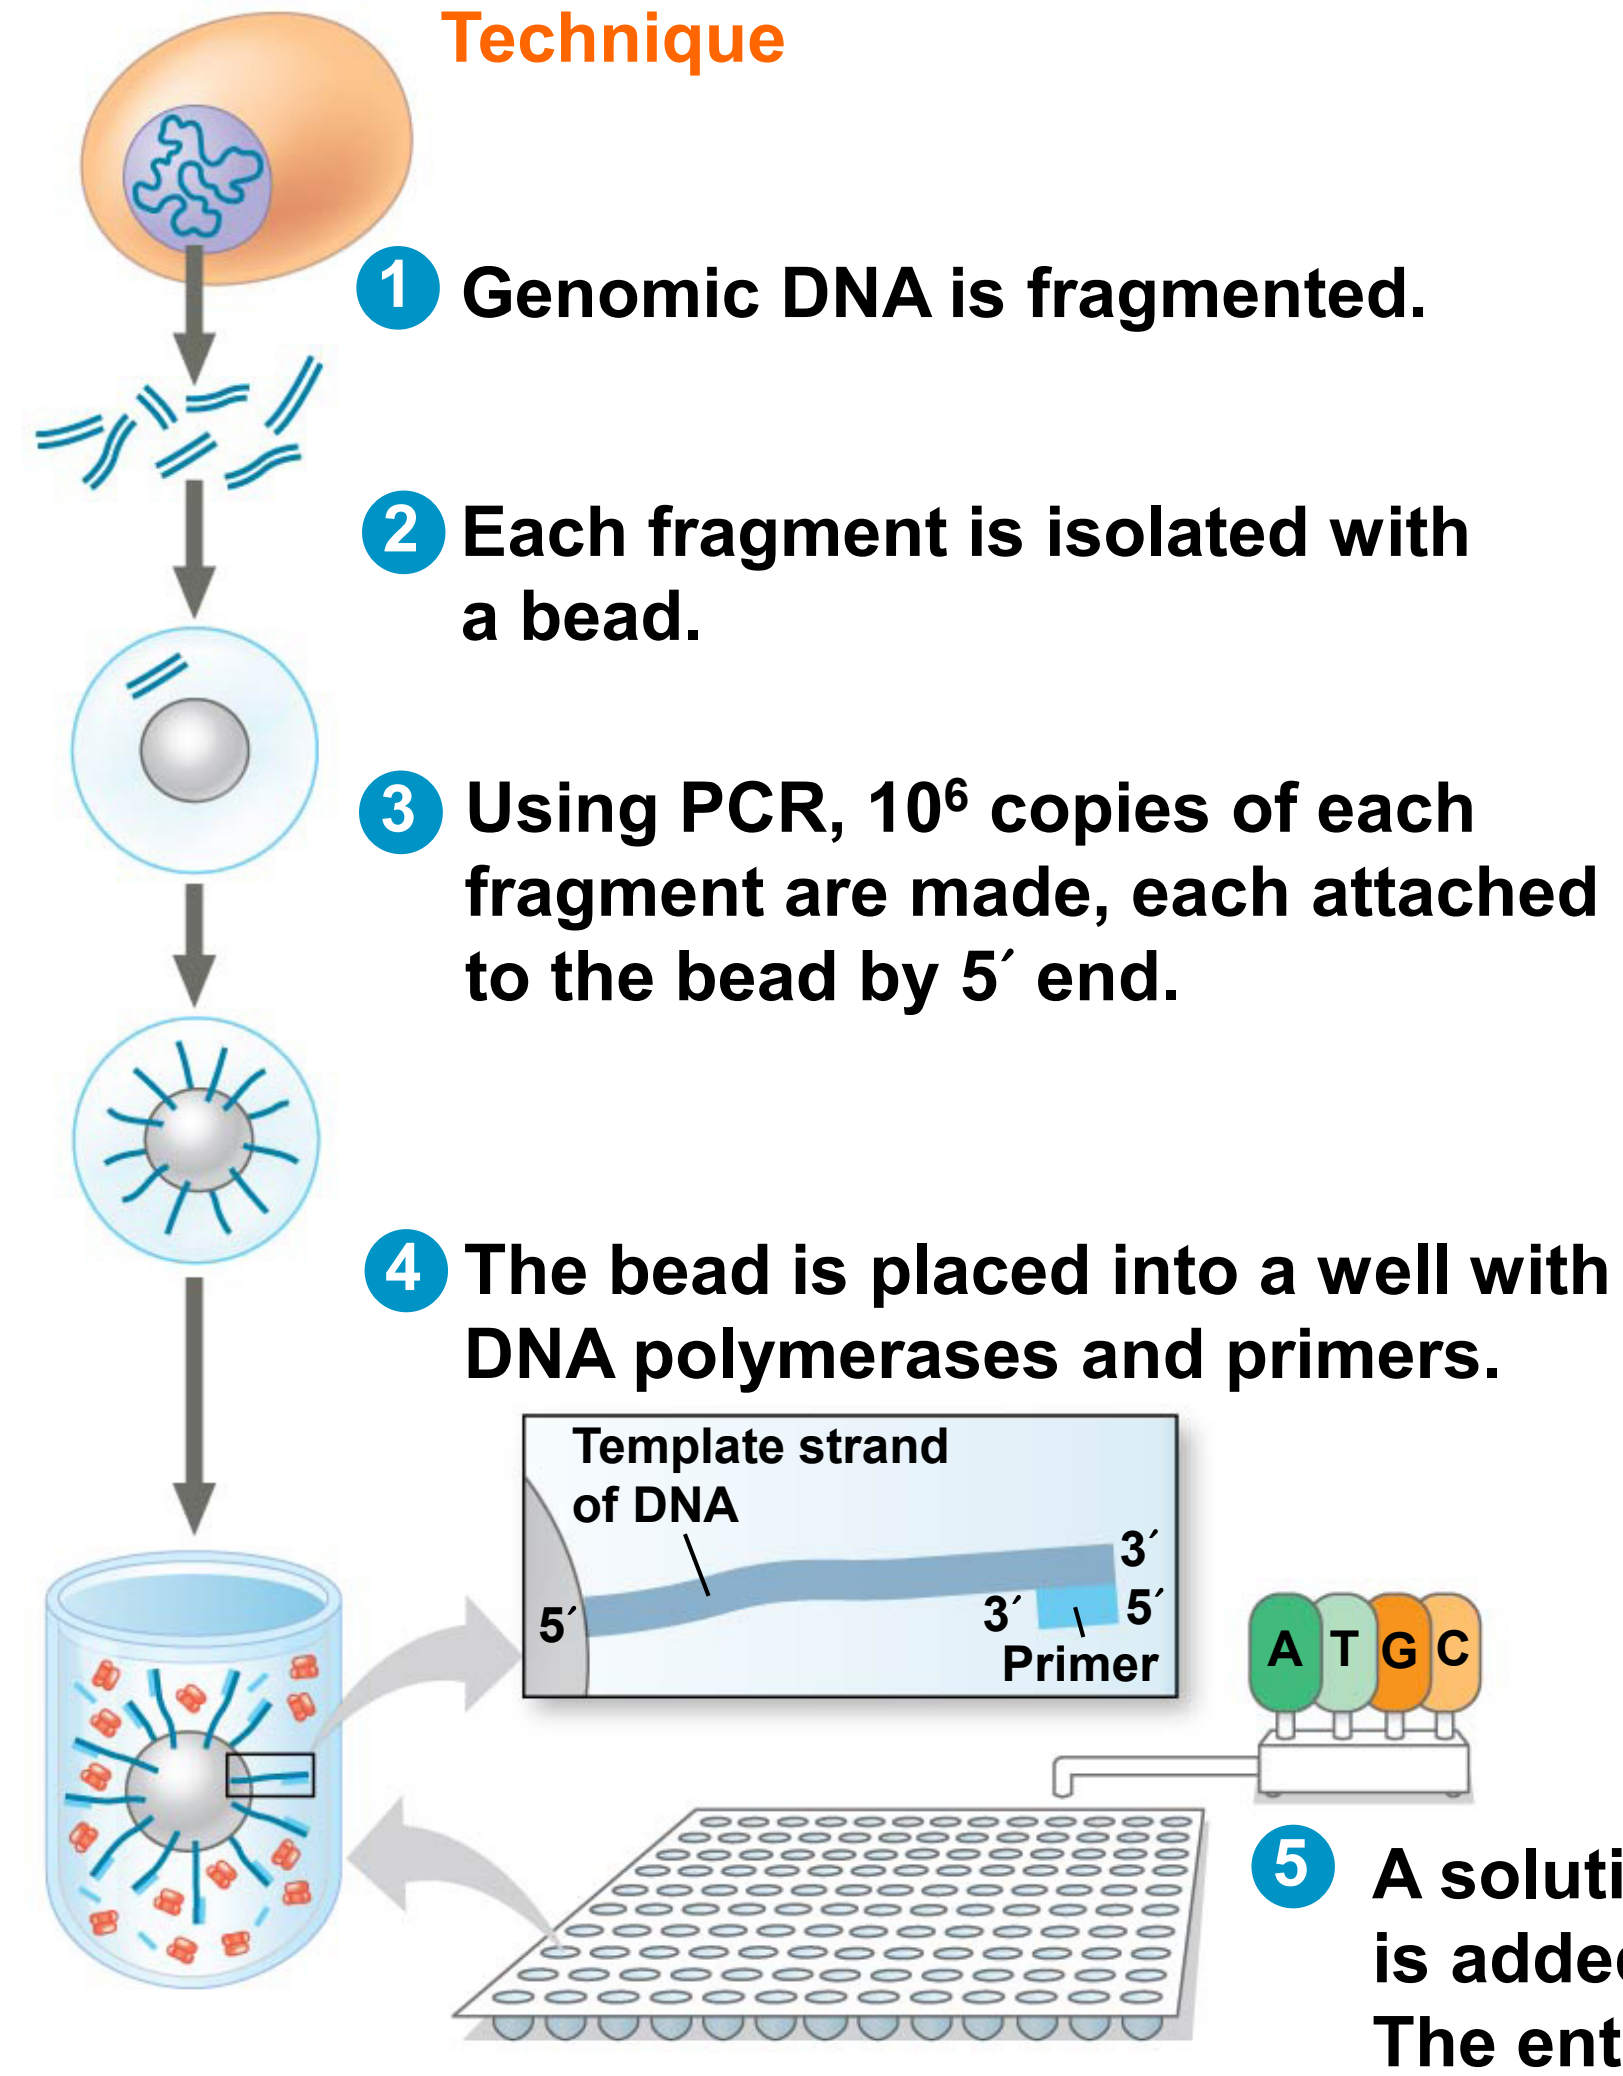 Technique
1 Genomic DNA is fragmented.
2 Each fragment is isolated with
a bead.
3 Using PCR, 10⁶ copies of each
fragment are made, each attached
to the bead by 5′ end.
4 The bead is placed into a well with
DNA polymerases and primers.
Template strand
of DNA
3′
5′ 3′ 5′
Primer
A T G C
5 A
is
The